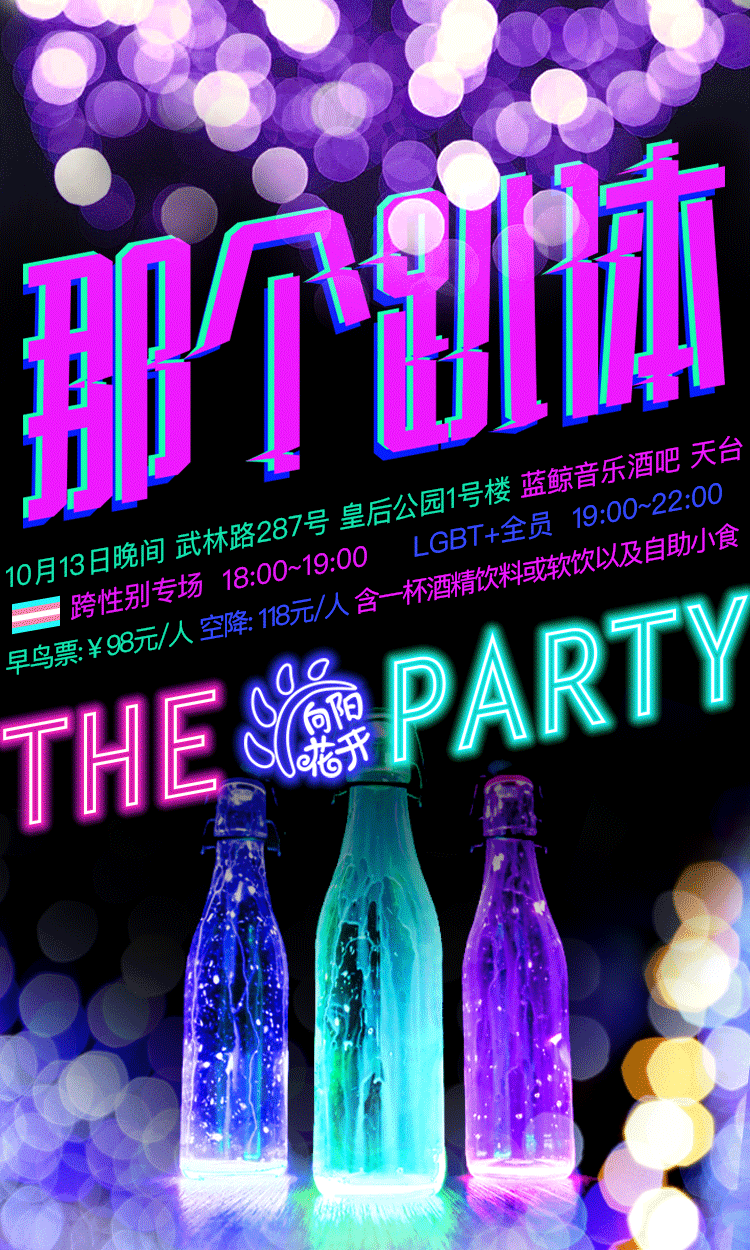 那个趴体
10月13日晚间 武林路287号 皇后公园1号楼 蓝鲸音乐酒吧 天台
跨性别专场 18:00~19:00 LGBT+全员 19:00~22:00
早鸟票:￥98元/人 空降: 118元/人 含一杯酒精饮料或软饮以及自助小食
THE 向阳花开 PARTY